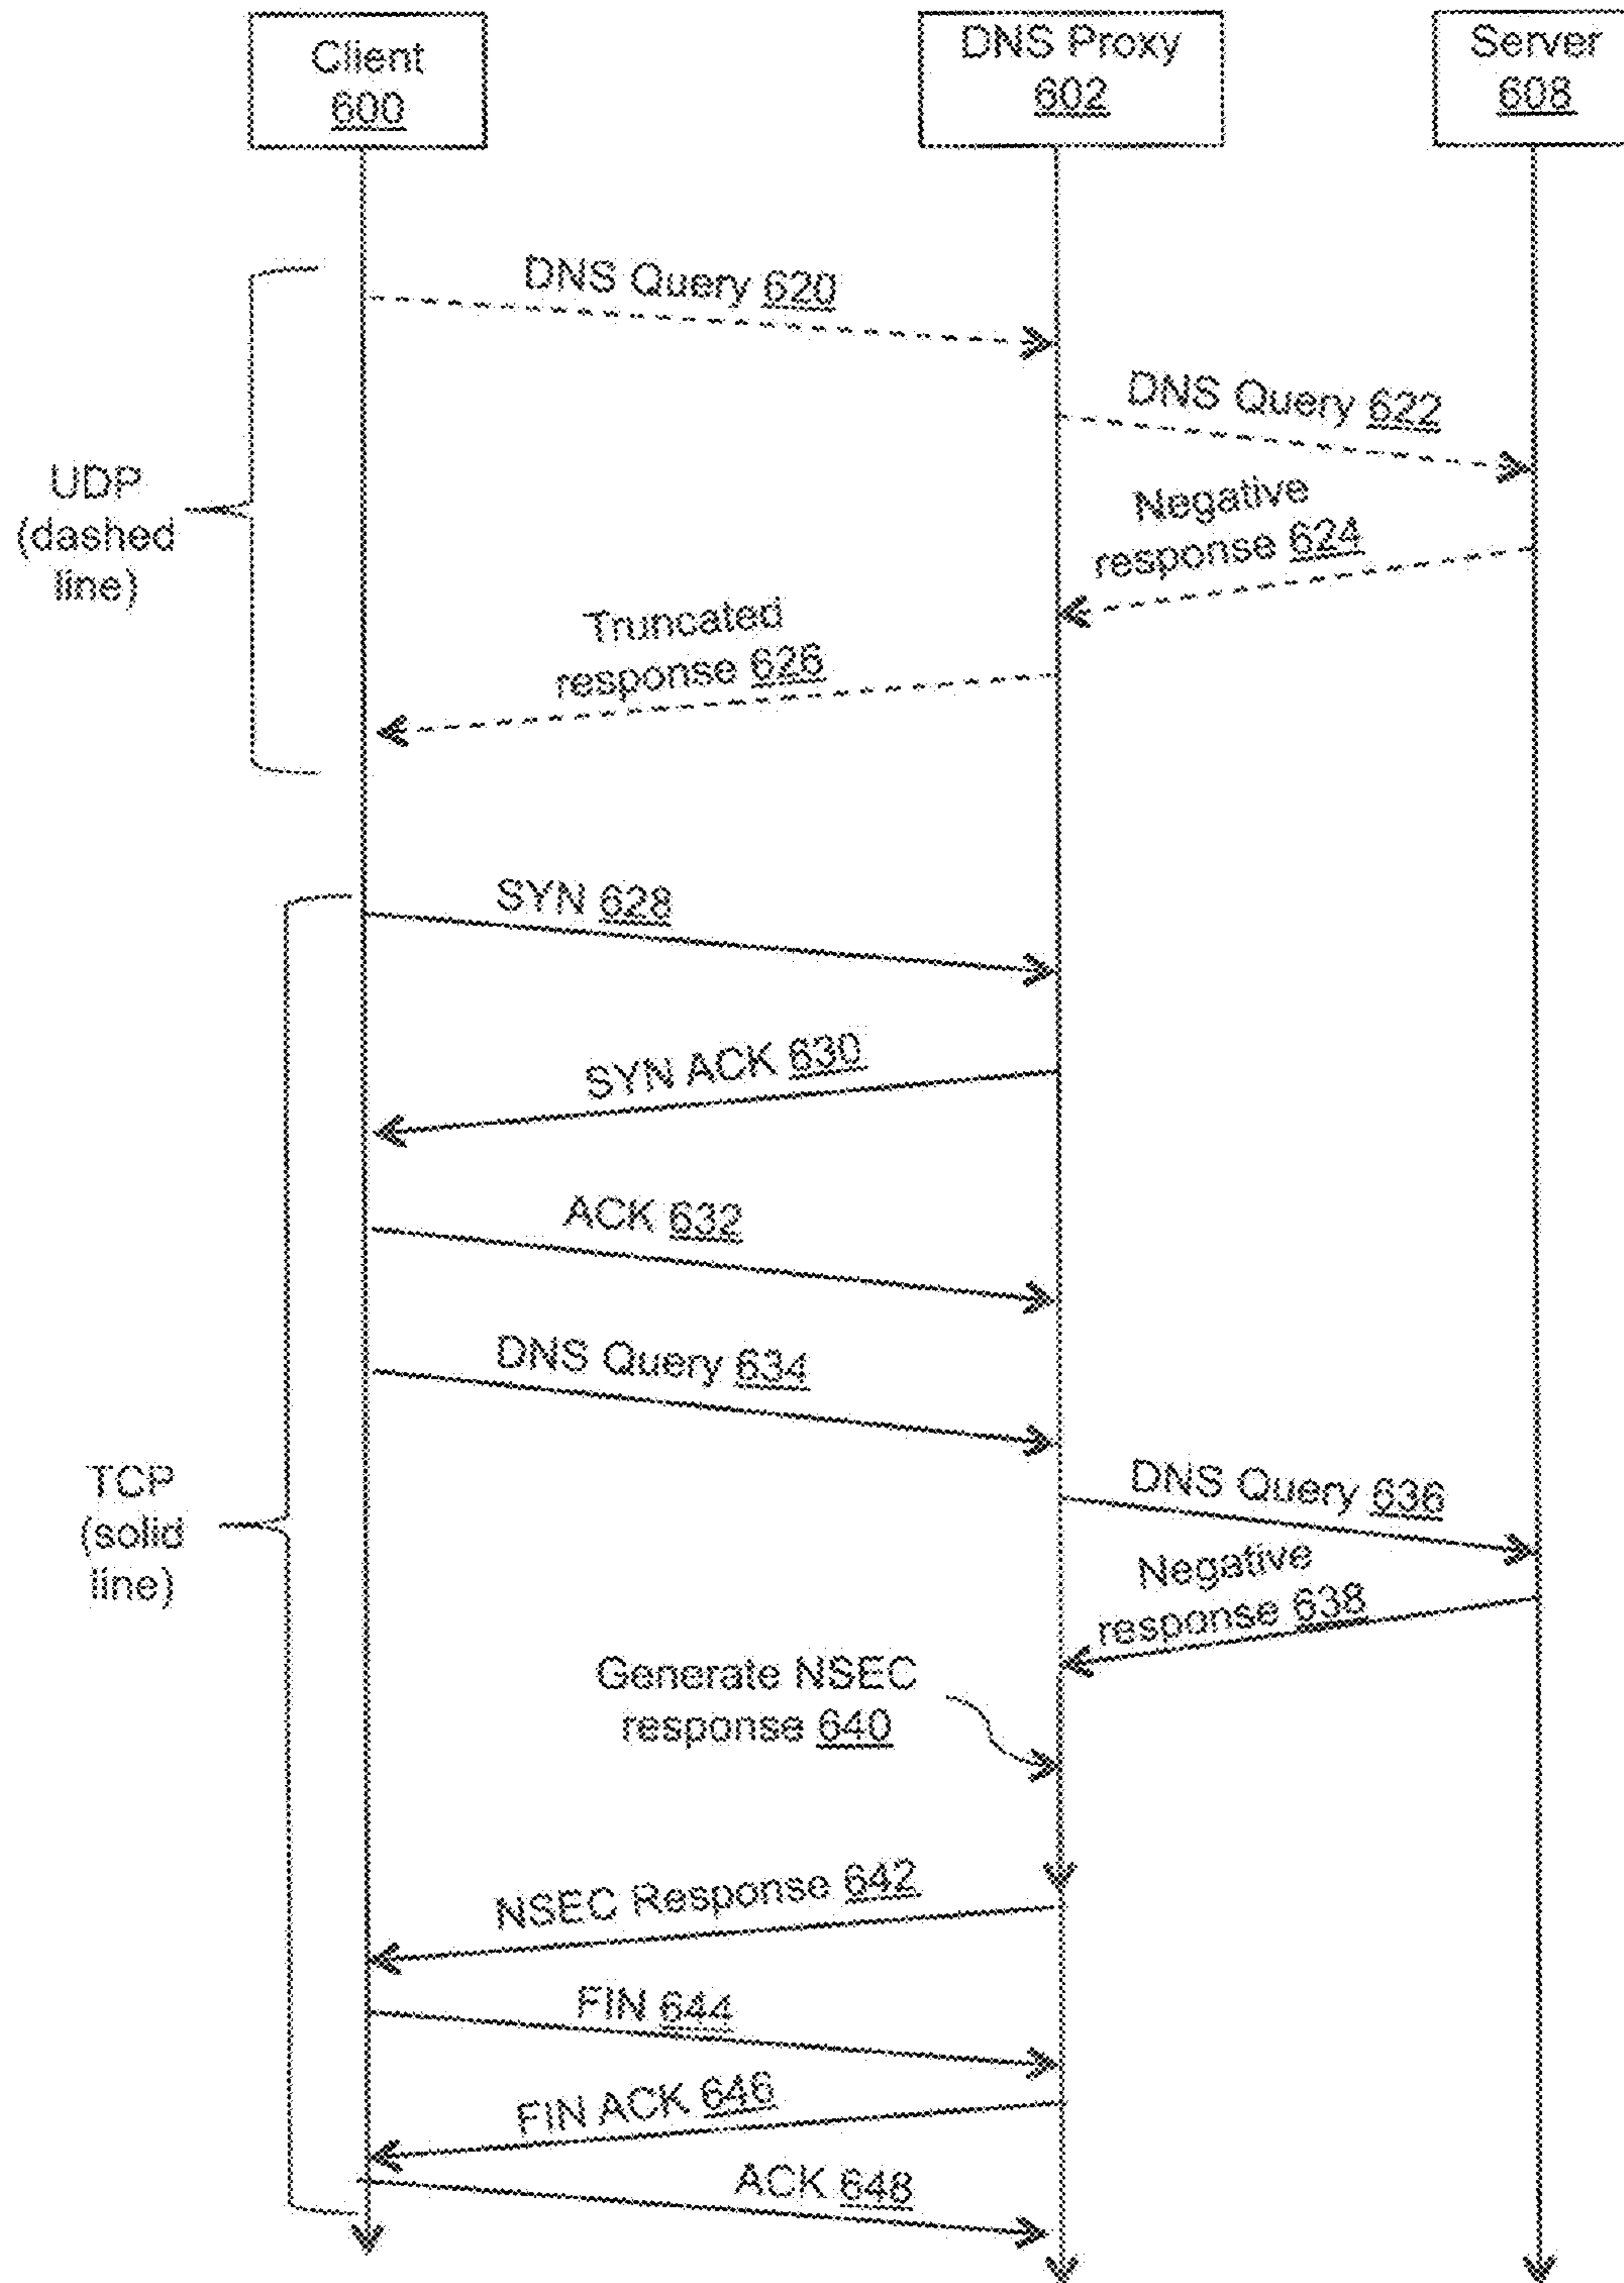 Client
600
DNS Proxy
602
Server
608
DNS Query 620
DNS Query 622
UDP
(dashed
line)
Negative
response 624
Truncated
response 626
SYN 628
SYN ACK 630
ACK 632
DNS Query 634
TCP
(solid
line)
DNS Query 636
Negative
response 638
Generate NSEC
response 640
NSEC Response 642
FIN 644
FIN ACK 646
ACK 648